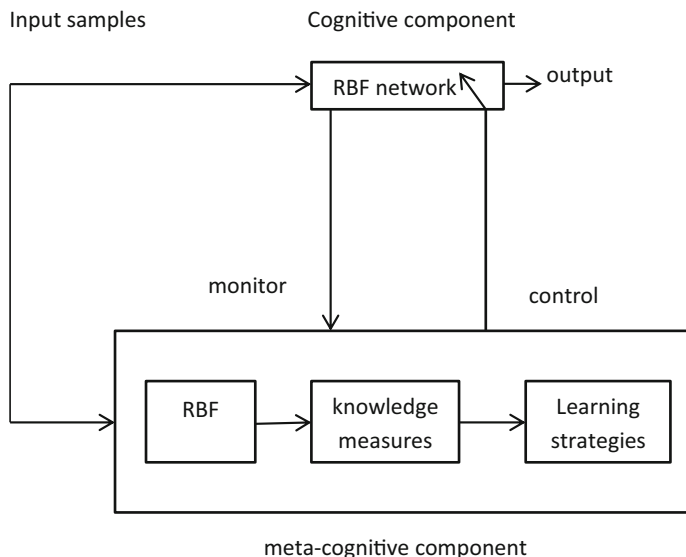 Input samples
Cognitive component
RBF network
output
monitor
control
RBF
knowledge
measures
Learning
strategies
meta-cognitive component